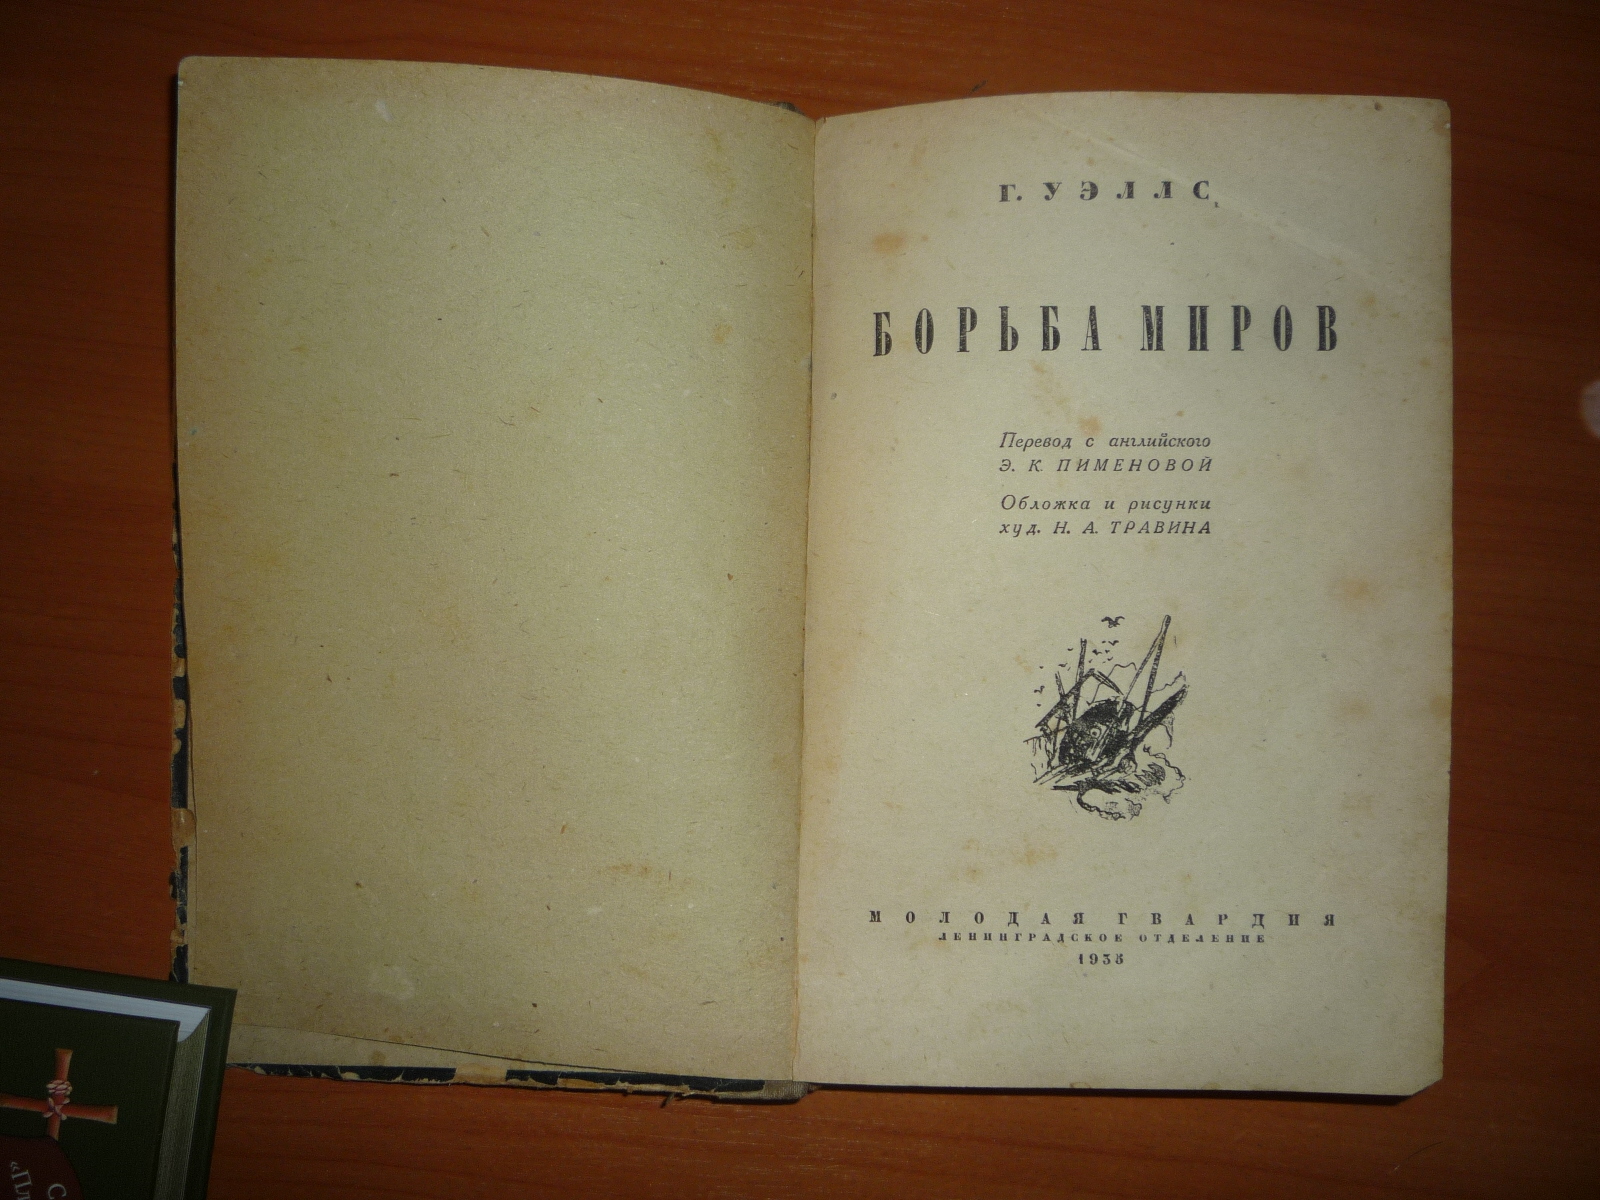 Г. УЭЛЛС
БОРЬБА МИРОВ
Перевод с английского
Э. К. ПИМЕНОВОЙ
Обложка и рисунки
худ. Н. А. ТРАВИНА
МОЛОДАЯ ГВАРДИЯ
ЛЕНИНГРАДСКОЕ ОТДЕЛЕНИЕ